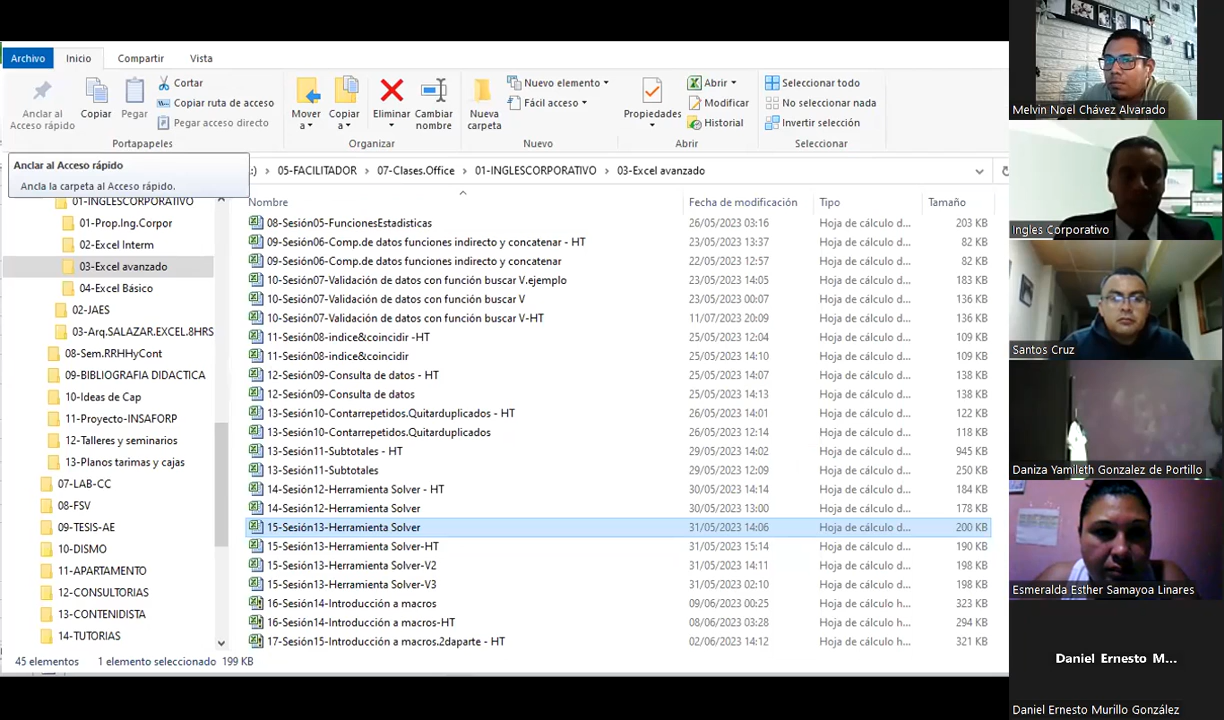 Archivo Inicio Compartir Vista
Anclar al Acceso rápido
Copiar
Pegar
Cortar
Copiar ruta de acceso
Pegar acceso directo
Portapapeles
Mover a
Copiar a
Eliminar
Cambiar nombre
Organizar
Nueva carpeta
Nuevo elemento
Fácil acceso
Nuevo
Propiedades
Abrir
Modificar
Historial
Abrir
Seleccionar todo
No seleccionar nada
Invertir selección
Seleccionar
Anclar al Acceso rápido
Ancla la carpeta al Acceso rápido.
:) > 05-FACILITADOR > 07-Clases.Office > 01-INGLESCORPORATIVO > 03-Excel avanzado
01-INGLESCORPORATIVO
01-Prop.Ing.Corpor
02-Excel Interm
03-Excel avanzado
04-Excel Básico
02-JAES
03-Arq.SALAZAR.EXCEL.8HRS
08-Sem.RRHHyCont
09-BIBLIOGRAFIA DIDACTICA
10-Ideas de Cap
11-Proyecto-INSAFORP
12-Talleres y seminarios
13-Planos tarimas y cajas
07-LAB-CC
08-FSV
09-TESIS-AE
10-DISMO
11-APARTAMENTO
12-CONSULTORIAS
13-CONTENIDISTA
14-TUTORIAS
Nombre Fecha de modificación Tipo Tamaño
08-Sesión05-FuncionesEstadisticas 26/05/2023 03:16 Hoja de cálculo d... 203 KB
09-Sesión06-Comp.de datos funciones indirecto y concatenar - HT 23/05/2023 13:37 Hoja de cálculo d... 82 KB
09-Sesión06-Comp.de datos funciones indirecto y concatenar 22/05/2023 12:57 Hoja de cálculo d... 82 KB
10-Sesión07-Validación de datos con función buscar V.ejemplo 23/05/2023 14:05 Hoja de cálculo d... 183 KB
10-Sesión07-Validación de datos con función buscar V 23/05/2023 00:07 Hoja de cálculo d... 136 KB
10-Sesión07-Validación de datos con función buscar V-HT 11/07/2023 20:09 Hoja de cálculo d... 136 KB
11-Sesión08-indice&coincidir -HT 25/05/2023 12:04 Hoja de cálculo d... 109 KB
11-Sesión08-indice&coincidir 25/05/2023 14:10 Hoja de cálculo d... 109 KB
12-Sesión09-Consulta de datos - HT 25/05/2023 14:07 Hoja de cálculo d... 138 KB
12-Sesión09-Consulta de datos 25/05/2023 14:13 Hoja de cálculo d... 138 KB
13-Sesión10-Contarrepetidos.Quitarduplicados - HT 26/05/2023 14:01 Hoja de cálculo d... 122 KB
13-Sesión10-Contarrepetidos.Quitarduplicados 26/05/2023 12:14 Hoja de cálculo d... 118 KB
13-Sesión11-Subtotales - HT 29/05/2023 14:02 Hoja de cálculo d... 945 KB
13-Sesión11-Subtotales 29/05/2023 12:09 Hoja de cálculo d... 250 KB
14-Sesión12-Herramienta Solver - HT 30/05/2023 14:14 Hoja de cálculo d... 184 KB
14-Sesión12-Herramienta Solver 30/05/2023 13:00 Hoja de cálculo d... 178 KB
15-Sesión13-Herramienta Solver 31/05/2023 14:06 Hoja de cálculo d... 200 KB
15-Sesión13-Herramienta Solver-HT 31/05/2023 15:14 Hoja de cálculo d... 190 KB
15-Sesión13-Herramienta Solver-V2 31/05/2023 14:11 Hoja de cálculo d... 198 KB
15-Sesión13-Herramienta Solver-V3 31/05/2023 02:10 Hoja de cálculo d... 198 KB
16-Sesión14-Introducción a macros 09/06/2023 00:25 Hoja de cálculo h... 323 KB
16-Sesión14-Introducción a macros-HT 08/06/2023 03:28 Hoja de cálculo h... 294 KB
17-Sesión15-Introducción a macros.2daparte - HT 02/06/2023 14:12 Hoja de cálculo h... 321 KB
45 elementos 1 elemento seleccionado 199 KB
Melvin Noel Chávez Alvarado
Ingles Corporativo
Santos Cruz
Daniza Yamileth Gonzalez de Portillo
Esmeralda Esther Samayoa Linares
Daniel Ernesto M...
Daniel Ernesto Murillo González